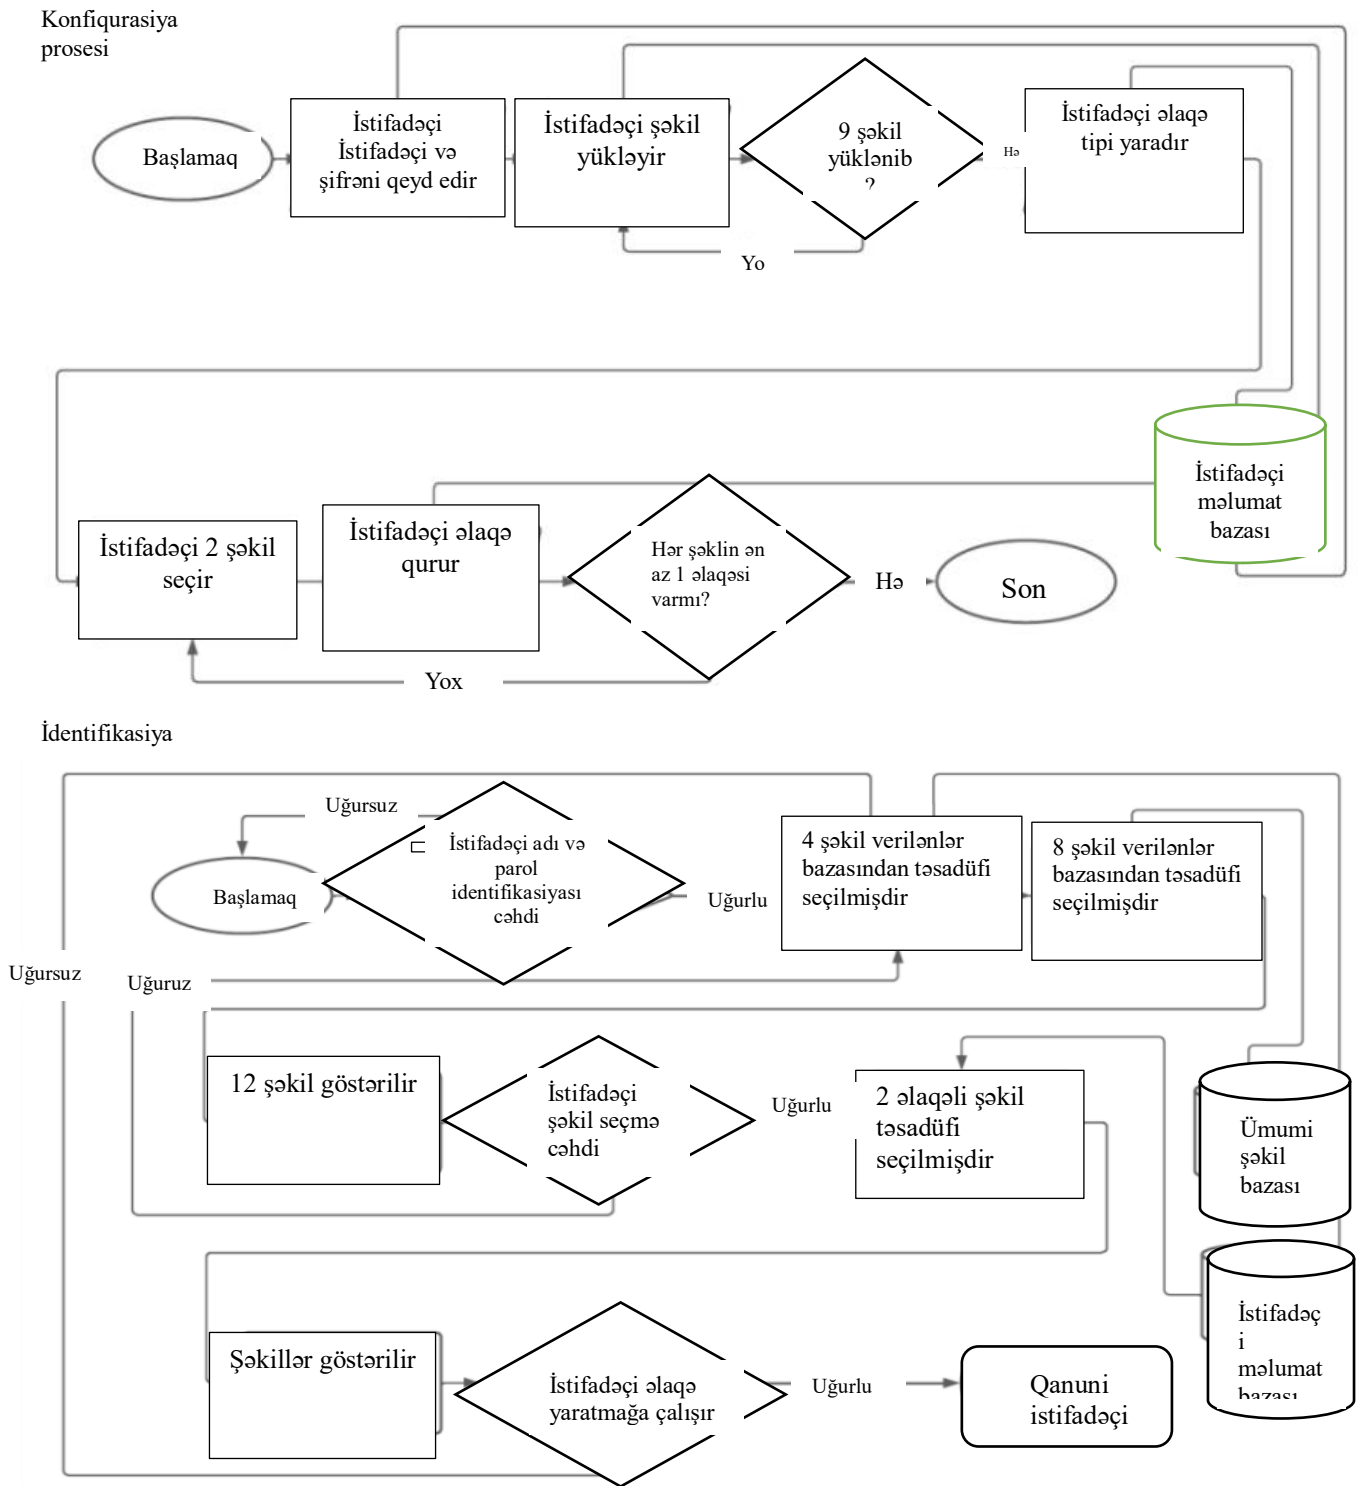 Konfiqurasiya
prosesi
Başlamaq
İstifadəçi
İstifadəçi və
şifrəni qeyd edir
İstifadəçi şəkil
yükləyir
9 şəkil
yüklənib
?
Hə
İstifadəçi əlaqə
tipi yaradır
Yo
İstifadəçi
məlumat
bazası
İstifadəçi 2 şəkil
seçir
İstifadəçi əlaqə
qurur
Hər şəklin ən
az 1 əlaqəsi
varmı?
Hə
Son
Yox
İdentifikasiya
Uğursuz
Başlamaq
İstifadəçi adı və
parol
identifikasiyası
cəhdi
Uğurlu
4 şəkil verilənlər
bazasından təsadüfi
seçilmişdir
8 şəkil verilənlər
bazasından təsadüfi
seçilmişdir
Uğursuz
Uğuruz
12 şəkil göstərilir
İstifadəçi
şəkil seçmə
cəhdi
Uğurlu
2 əlaqəli şəkil
təsadüfi
seçilmişdir
Ümumi
şəkil
bazası
İstifadəç
i
məlumat
bazası
Şəkillər göstərilir
İstifadəçi əlaqə
yaratmağa çalışır
Uğurlu
Qanuni
istifadəçi